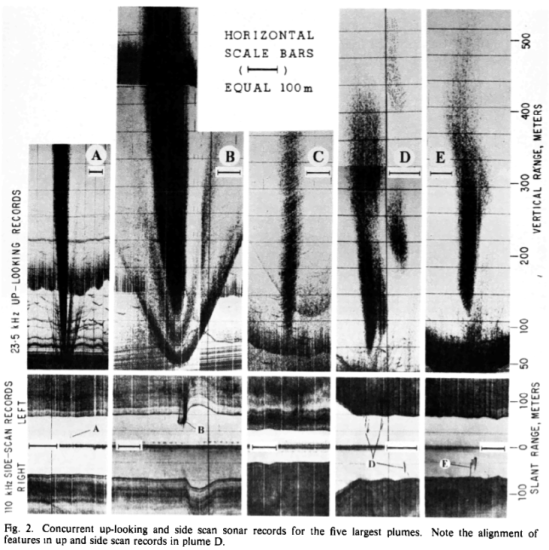 HORIZONTAL
SCALE BARS
( )
EQUAL 100m
A
B
C
D
E
500
400
300
200
100
50
VERTICAL RANGE, METERS
23·5 kHz UP-LOOKING RECORDS
110 kHz SIDE-SCAN RECORDS
LEFT
RIGHT
A
B
D
E
100
0
100
SLANT RANGE, METERS
Fig. 2. Concurrent up-looking and side scan sonar records for the five largest plumes. Note the alignment of
features in up and side scan records in plume D.